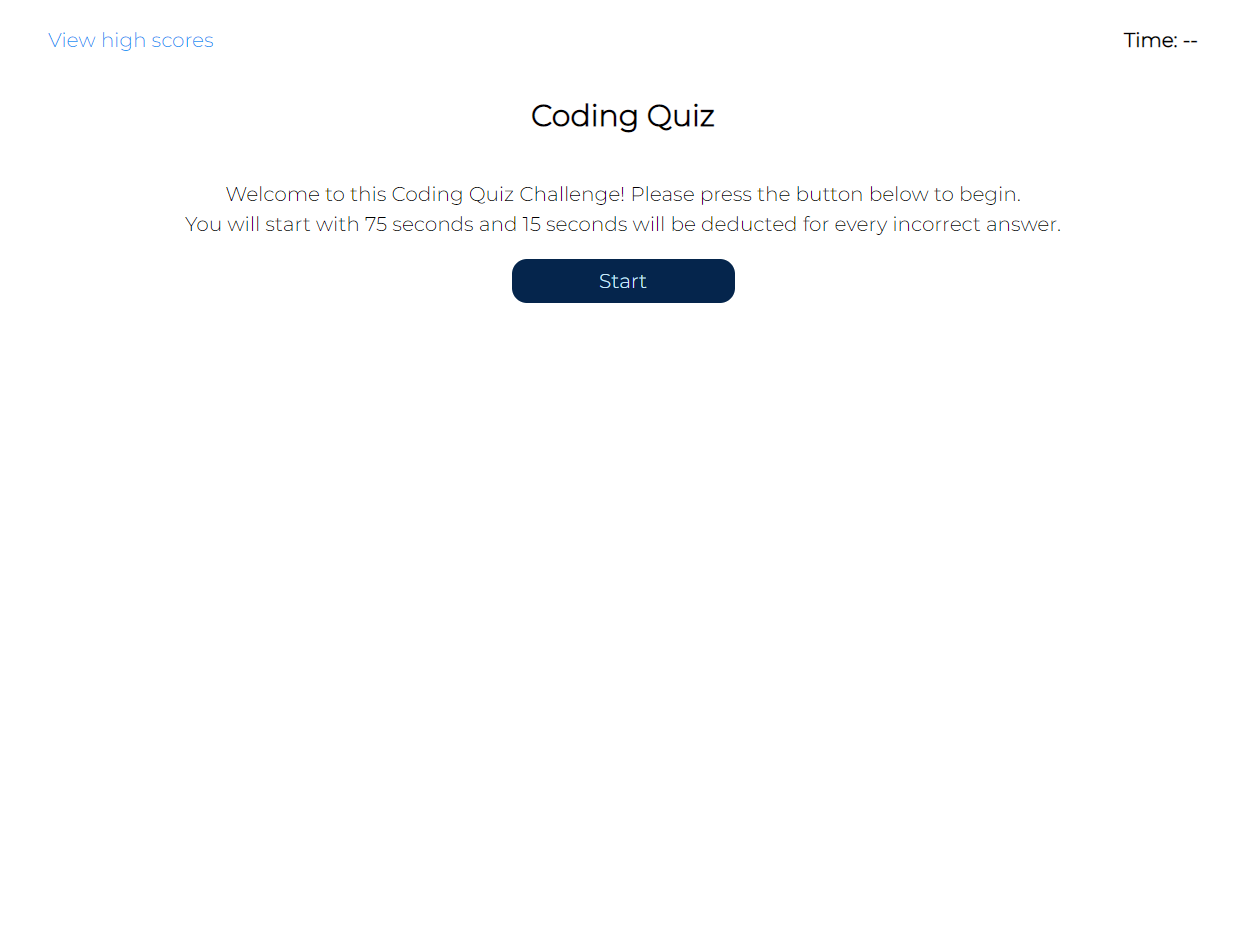 View high scores
Time: --
Coding Quiz
Welcome to this Coding Quiz Challenge! Please press the button below to begin.
You will start with 75 seconds and 15 seconds will be deducted for every incorrect answer.
Start